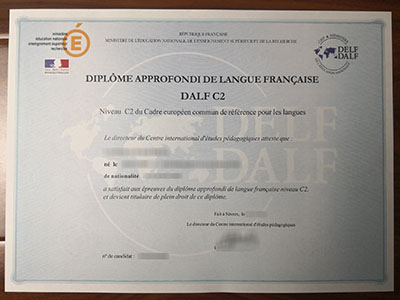 ministère
éducation nationale
enseignement supérieur
recherche
RÉPUBLIQUE FRANÇAISE
MINISTÈRE DE L'ÉDUCATION NATIONALE, DE L'ENSEIGNEMENT SUPÉRIEUR ET DE LA RECHERCHE
DELF
DALF
DIPLÔME APPROFONDI DE LANGUE FRANÇAISE
DALF C2
Niveau C2 du Cadre européen commun de référence pour les langues
Le directeur du Centre international d'études pédagogiques atteste que :
né le
de nationalité
a satisfait aux épreuves du diplôme approfondi de langue française niveau C2,
et devient titulaire de plein droit de ce diplôme.
Fait à Sèvres, le
Le directeur du Centre international d'études pédagogiques
n° de candidat :
DELF
DALF